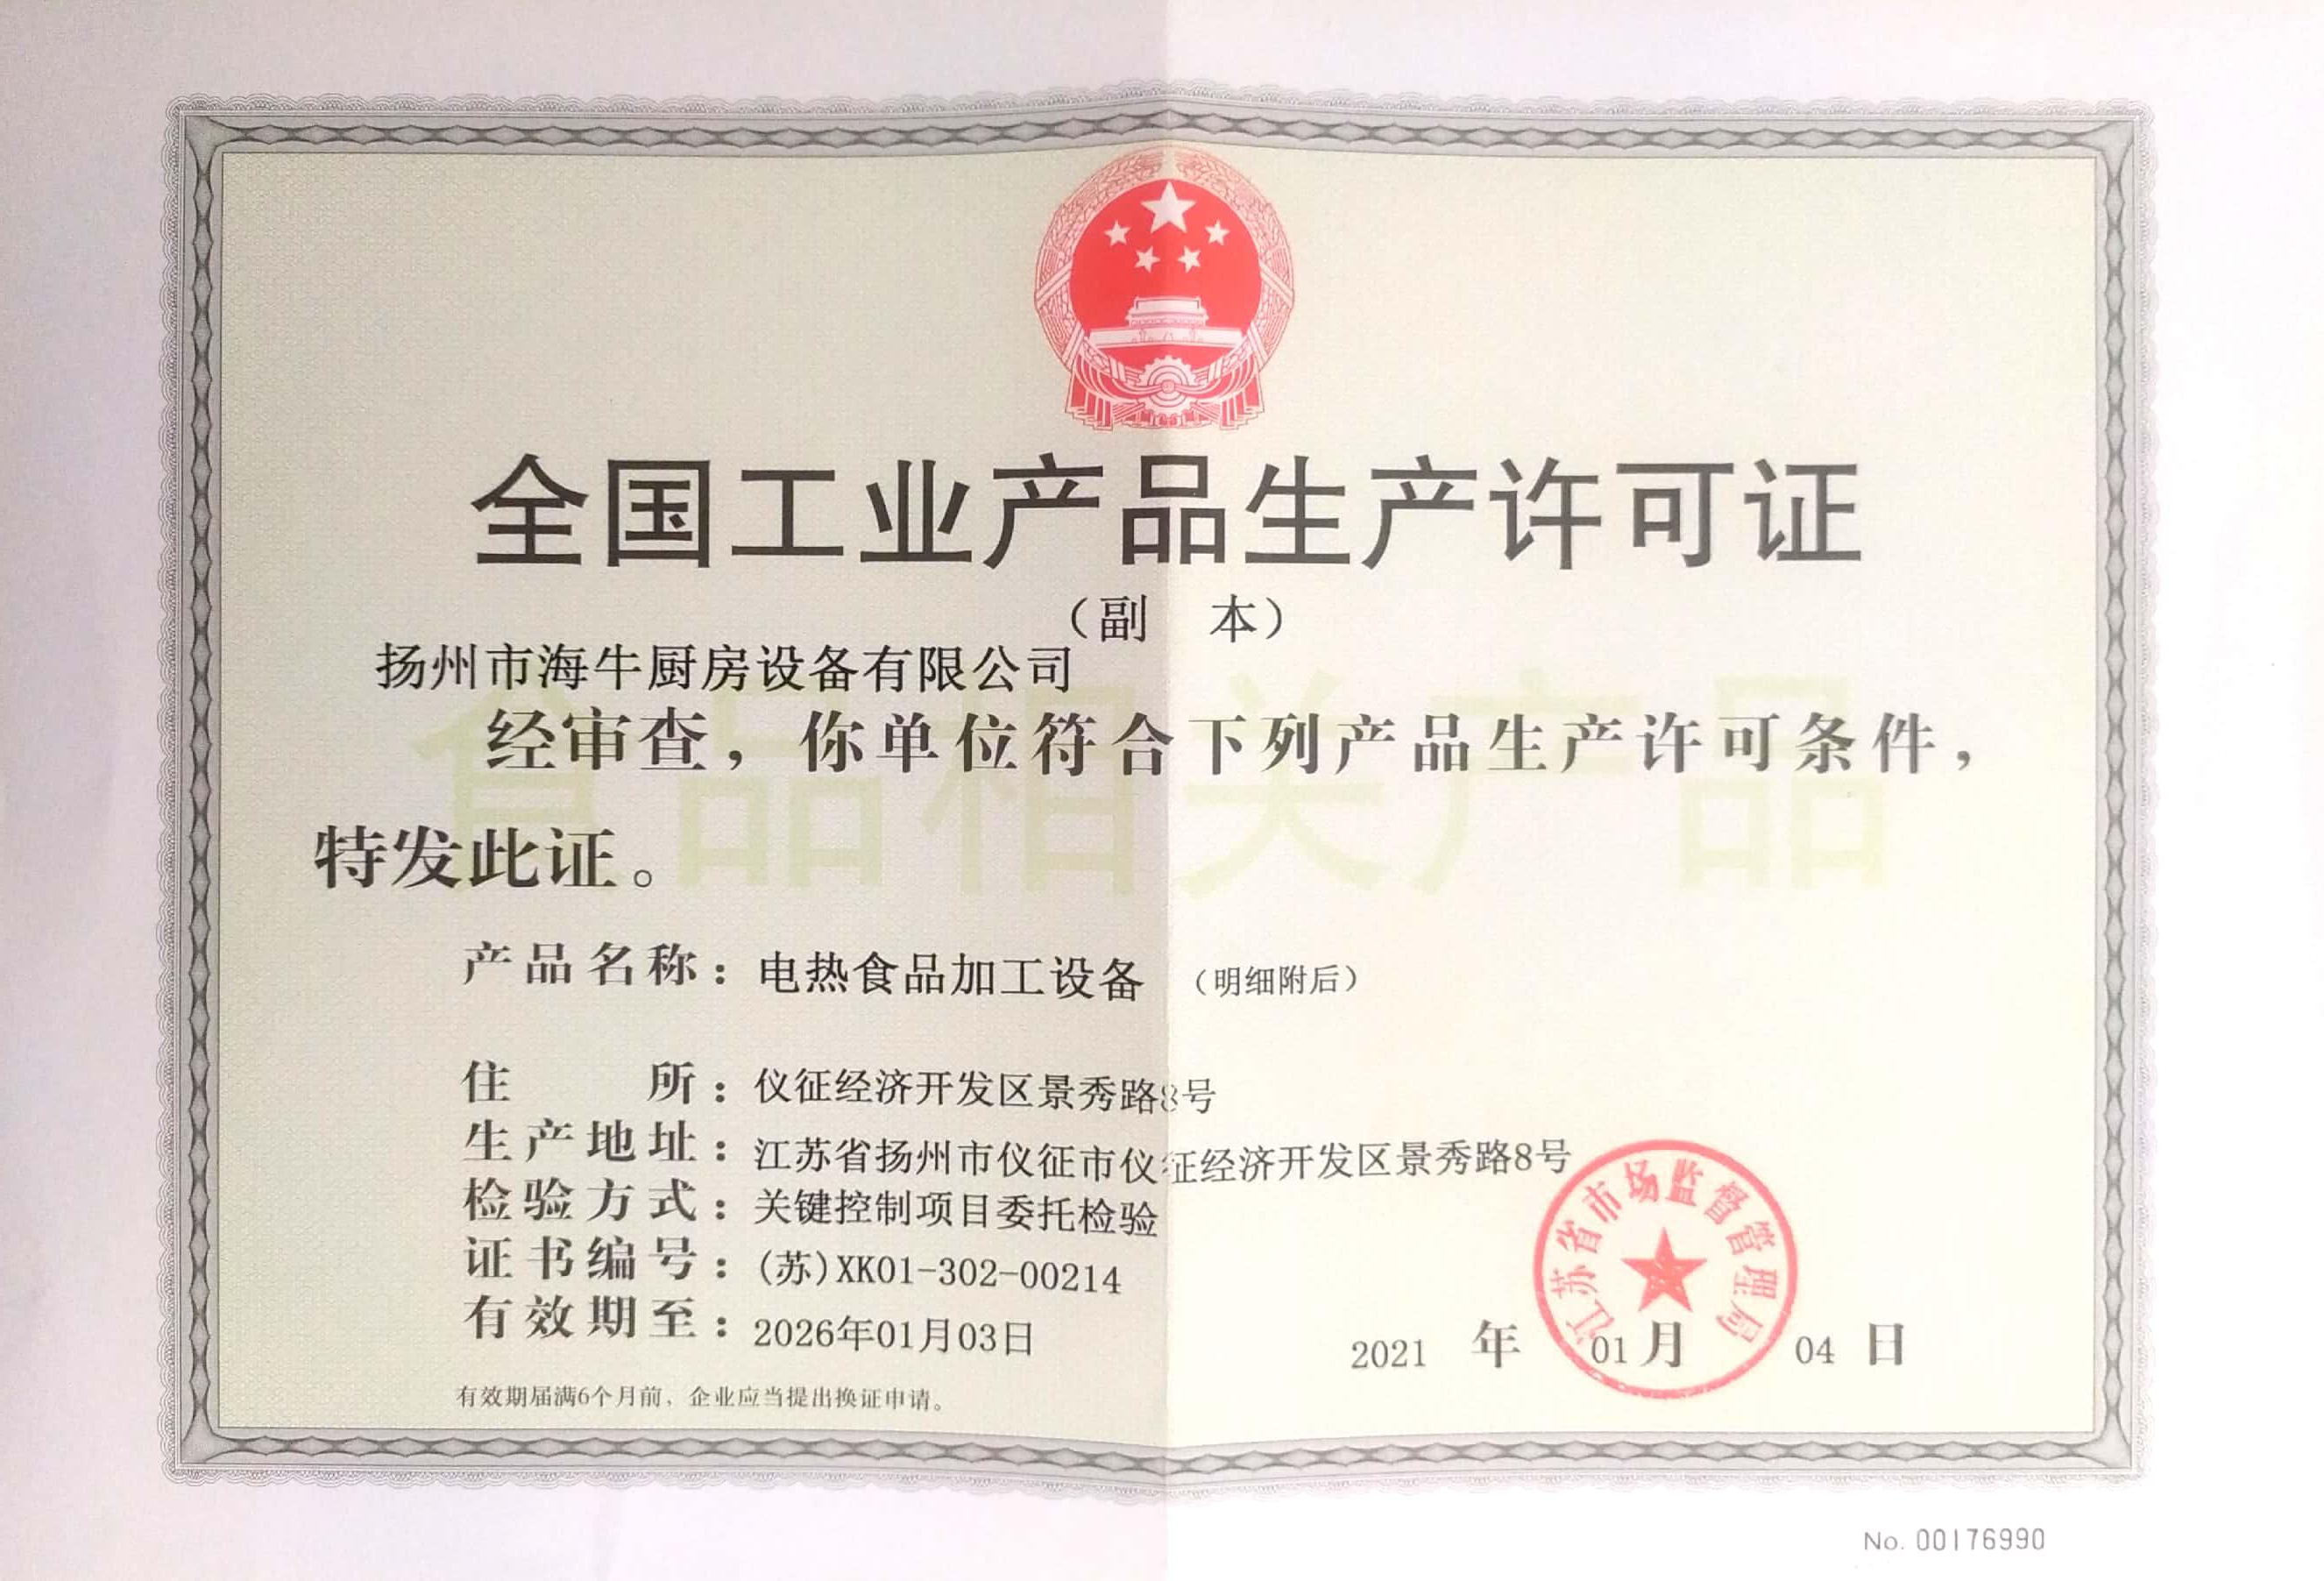 全国工业产品生产许可证
（副 本）
扬州市海牛厨房设备有限公司
食品相关产品
经审查，你单位符合下列产品生产许可条件，
特发此证。
产品名称：电热食品加工设备 （明细附后）
住 所：仪征经济开发区景秀路8号
生产地址：江苏省扬州市仪征市仪征经济开发区景秀路8号
检验方式：关键控制项目委托检验
证书编号：(苏)XK01-302-00214
有效期至：2026年01月03日
江苏省市场监督管理局
2021 年 01 月 04 日
有效期届满6个月前，企业应当提出换证申请。
No. 00176990